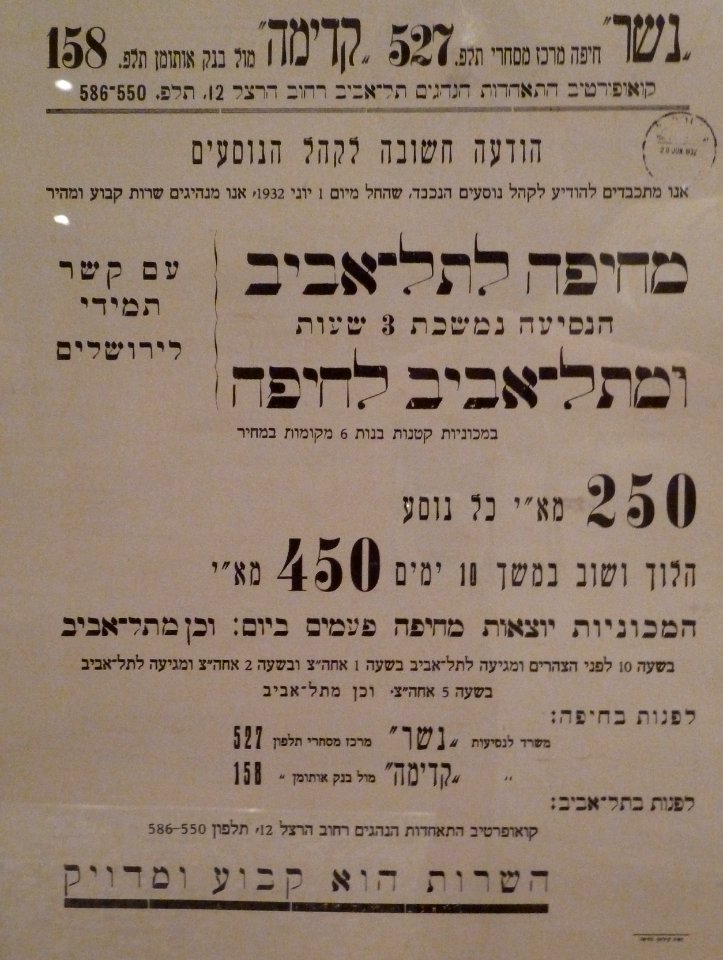 „נשר" חיפה מרכז מסחרי תלפ. 527 „קדימה" מול בנק אותומן תלפ. 158
קואופירטיב התאחדות הנהגים תל־אביב רחוב הרצל 12, תלפ. 586-550
הודעה חשובה לקהל הנוסעים
אנו מתכבדים להודיע לקהל נוסעים הנכבד, שהחל מיום 1 יוני 1932, אנו מנהיגים שרות קבוע ומהיר
מחיפה לתל־אביב
הנסיעה נמשכת 3 שעות
ומתל־אביב לחיפה
עם קשר
תמידי
לירושלים
במכוניות קטנות בנות 6 מקומות במחיר
250 מא"י כל נוסע
הלוך ושוב במשך 10 ימים 450 מא"י
המכוניות יוצאות מחיפה פעמים ביום: וכן מתל־אביב
בשעה 10 לפני הצהרים ומגיעה לתל־אביב בשעה 1 אחה"צ ובשעה 2 אחה"צ ומגיעה לתל־אביב
בשעה 5 אחה"צ. וכן מתל־אביב
לפנות בחיפה:
משרד לנסיעות „נשר" מרכז מסחרי תלפון 527
„ „קדימה" מול בנק אותומן „ 158
לפנות בתל־אביב:
קואופרטיב התאחדות הנהגים רחוב הרצל 12, תלפון 586-550
השרות הוא קבוע ומדויק